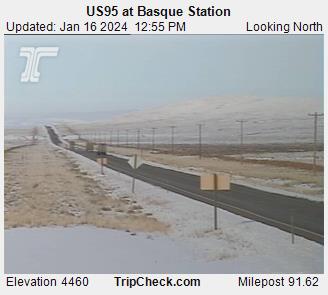 US95 at Basque Station
Updated: Jan 16 2024 12:55 PM Looking North
Elevation 4460 TripCheck.com Milepost 91.62